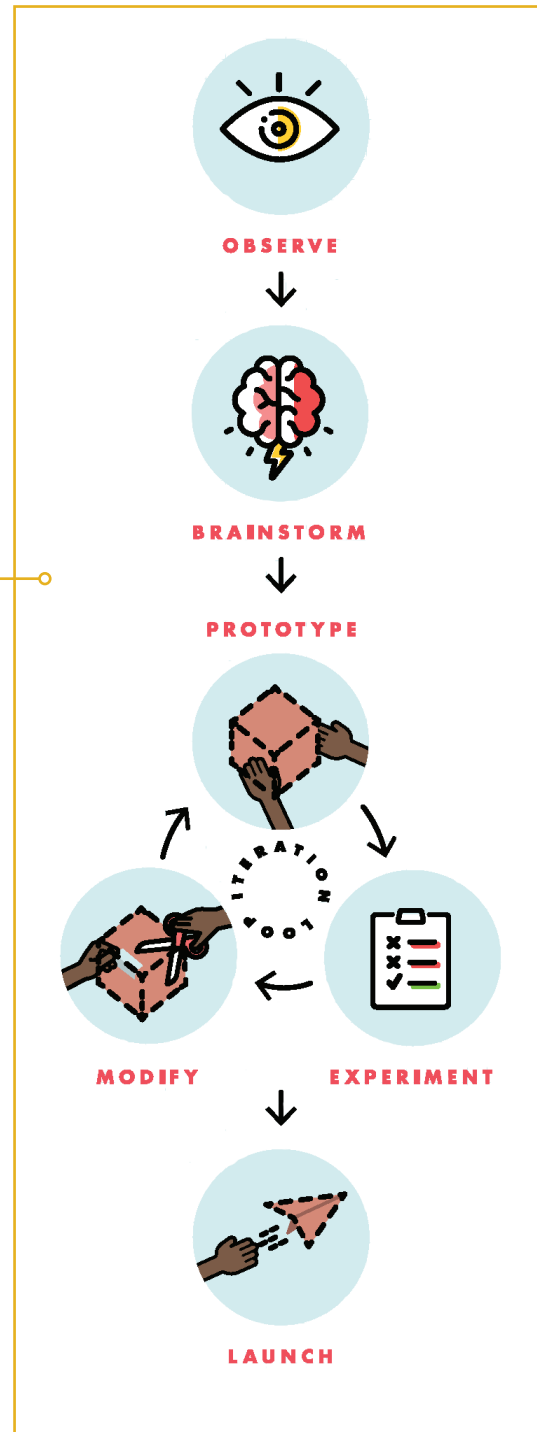 OBSERVE
BRAINSTORM
PROTOTYPE
ITERATION LOOP
MODIFY
EXPERIMENT
LAUNCH